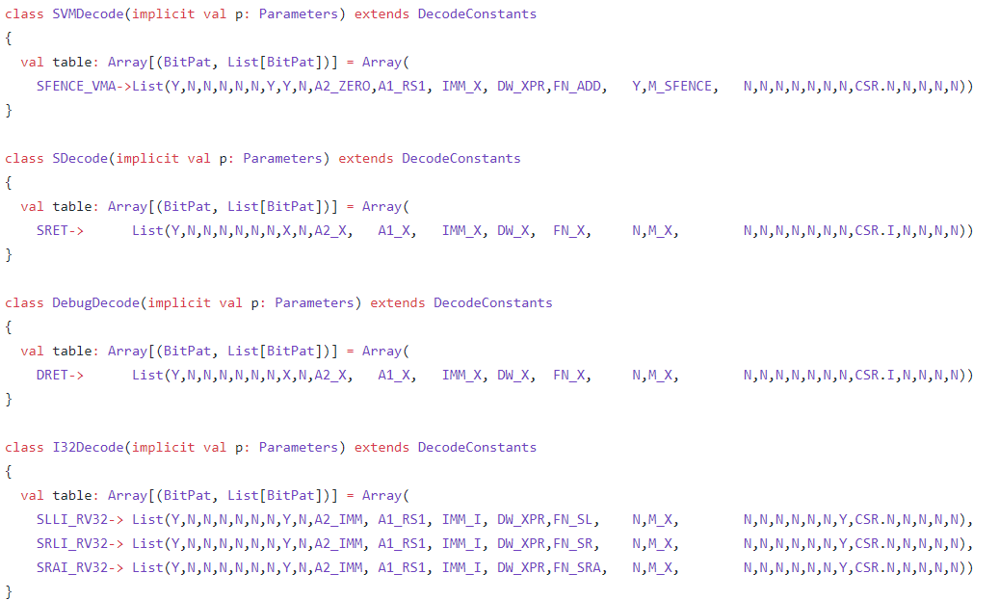 class SVMDecode(implicit val p: Parameters) extends DecodeConstants
{
  val table: Array[(BitPat, List[BitPat])] = Array(
    SFENCE_VMA->List(Y,N,N,N,N,N,Y,Y,N,A2_ZERO,A1_RS1, IMM_X, DW_XPR,FN_ADD,   Y,M_SFENCE,   N,N,N,N,N,N,N,CSR.N,N,N,N,N))
}

class SDecode(implicit val p: Parameters) extends DecodeConstants
{
  val table: Array[(BitPat, List[BitPat])] = Array(
    SRET->      List(Y,N,N,N,N,N,N,X,N,A2_X,   A1_X,   IMM_X, DW_X,  FN_X,     N,M_X,        N,N,N,N,N,N,N,CSR.I,N,N,N,N))
}

class DebugDecode(implicit val p: Parameters) extends DecodeConstants
{
  val table: Array[(BitPat, List[BitPat])] = Array(
    DRET->      List(Y,N,N,N,N,N,N,X,N,A2_X,   A1_X,   IMM_X, DW_X,  FN_X,     N,M_X,        N,N,N,N,N,N,N,CSR.I,N,N,N,N))
}

class I32Decode(implicit val p: Parameters) extends DecodeConstants
{
  val table: Array[(BitPat, List[BitPat])] = Array(
    SLLI_RV32-> List(Y,N,N,N,N,N,N,Y,N,A2_IMM, A1_RS1, IMM_I, DW_XPR,FN_SL,    N,M_X,        N,N,N,N,N,N,Y,CSR.N,N,N,N,N),
    SRLI_RV32-> List(Y,N,N,N,N,N,N,Y,N,A2_IMM, A1_RS1, IMM_I, DW_XPR,FN_SR,    N,M_X,        N,N,N,N,N,N,Y,CSR.N,N,N,N,N),
    SRAI_RV32-> List(Y,N,N,N,N,N,N,Y,N,A2_IMM, A1_RS1, IMM_I, DW_XPR,FN_SRA,   N,M_X,        N,N,N,N,N,N,Y,CSR.N,N,N,N,N))
}